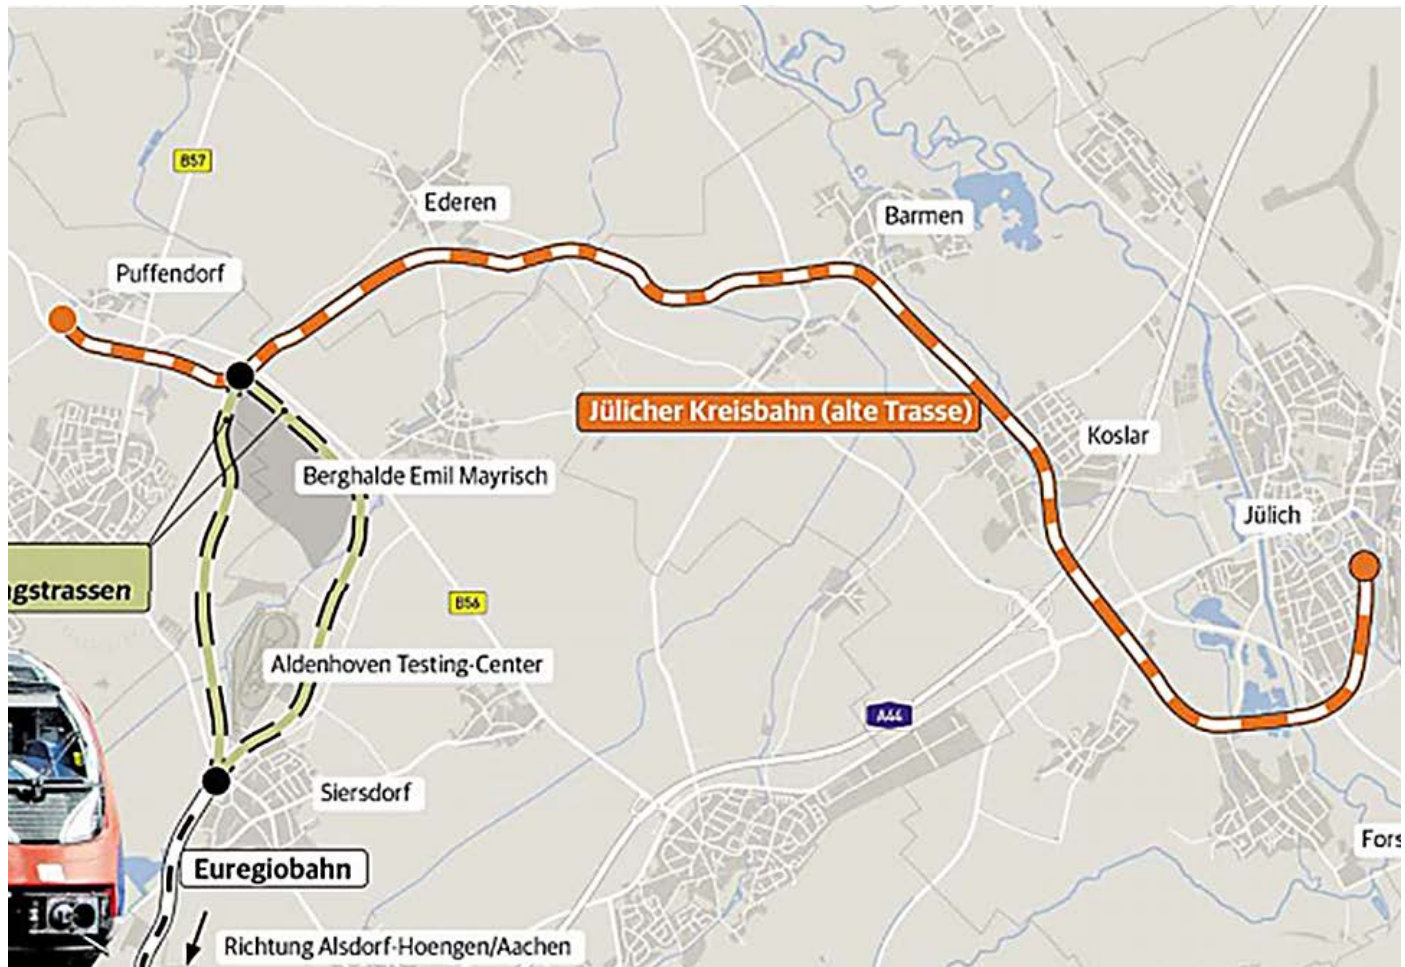 B57
Ederen
Barmen
Puffendorf
Jülicher Kreisbahn (alte Trasse)
Koslar
Berghalde Emil Mayrisch
Jülich
gstrassen
B56
Aldenhoven Testing-Center
A44
Siersdorf
Fors
Euregiobahn
Richtung Alsdorf-Hoengen/Aachen